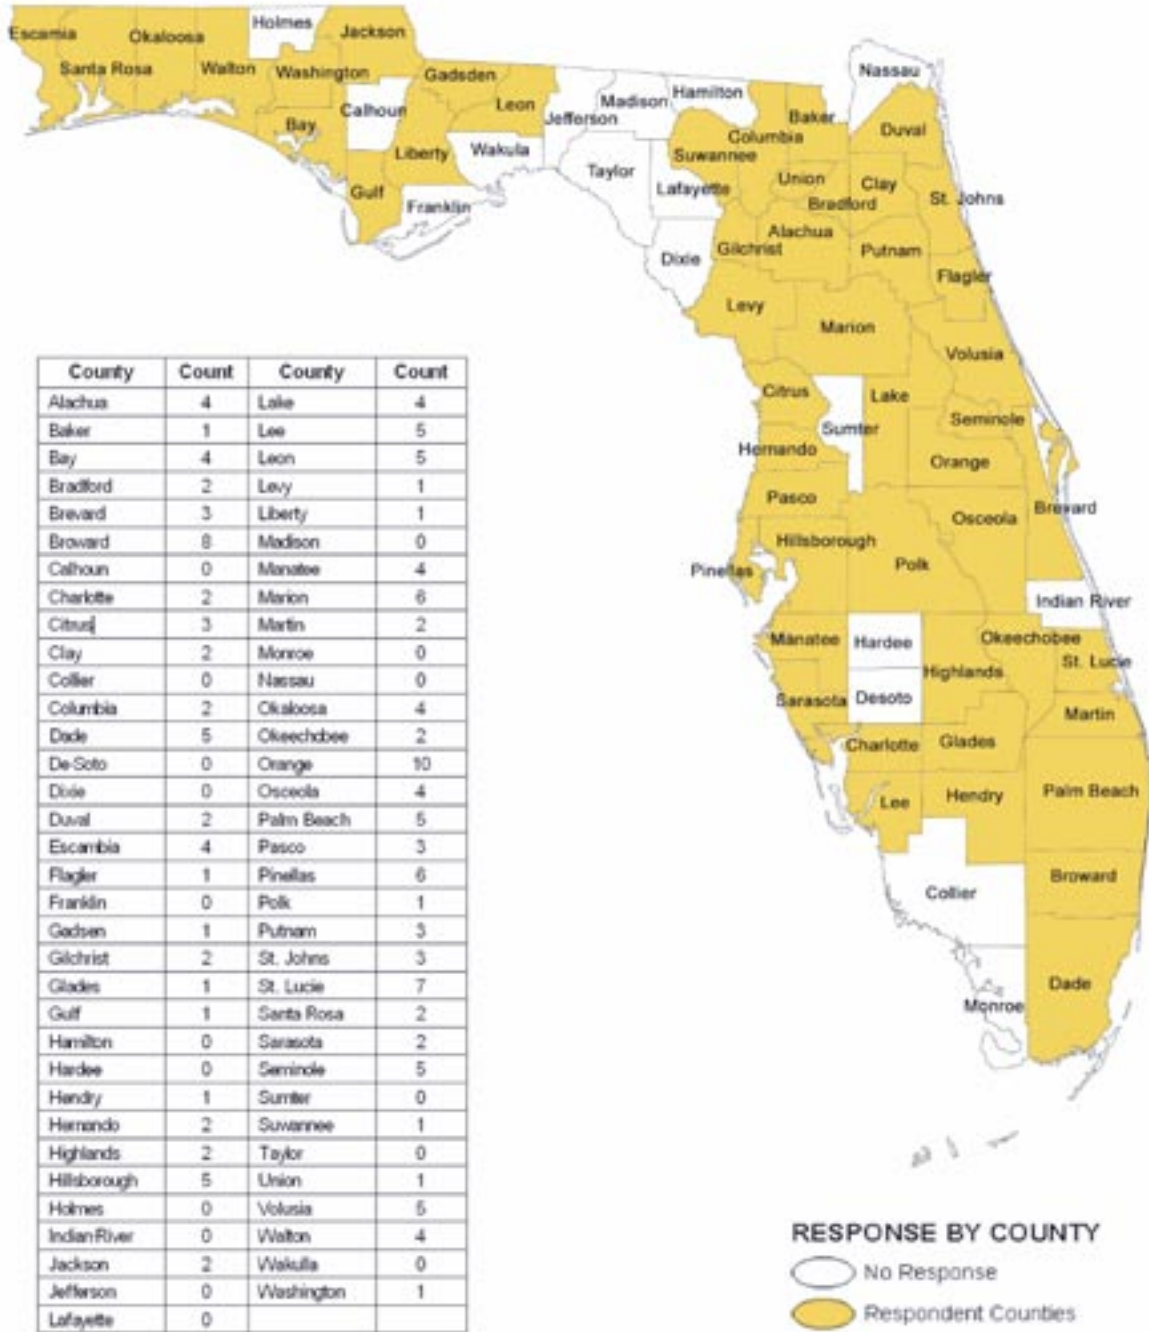 Escamia
Okaloosa
Holmes
Jackson
Santa Rosa
Walton
Washington
Gadsden
Calhoun
Leon
Bay
Liberty
Wakula
Gulf
Franklin
Jefferson
Madison
Hamilton
Nassau
Taylor
Lafayette
Dixie
Suwannee
Columbia
Baker
Duval
Union
Clay
Bradford
St. Johns
Alachua
Gilchrist
Putnam
Flagler
Levy
Marion
Volusia
Citrus
Lake
Sumter
Seminole
Hernando
Orange
Pasco
Osceola
Brevard
Hillsborough
Polk
Pinellas
Indian River
Manatee
Hardee
Okeechobee
St. Lucie
Highlands
Sarasota
Desoto
Martin
Charlotte
Glades
Lee
Hendry
Palm Beach
Collier
Broward
Monroe
Dade
County Count County Count
Alachua 4 Lake 4
Baker 1 Lee 5
Bay 4 Leon 5
Bradford 2 Levy 1
Brevard 3 Liberty 1
Broward 8 Madison 0
Calhoun 0 Manatee 4
Charlotte 2 Marion 6
Citrus 3 Martin 2
Clay 2 Monroe 0
Collier 0 Nassau 0
Columbia 2 Okaloosa 4
Dade 5 Okeechobee 2
De-Soto 0 Orange 10
Dixie 0 Osceola 4
Duval 2 Palm Beach 5
Escambia 4 Pasco 3
Flagler 1 Pinellas 6
Franklin 0 Polk 1
Gadsen 1 Putnam 3
Gilchrist 2 St. Johns 3
Glades 1 St. Lucie 7
Gulf 1 Santa Rosa 2
Hamilton 0 Sarasota 2
Hardee 0 Seminole 5
Hendry 1 Sumter 0
Hernando 2 Suwannee 1
Highlands 2 Taylor 0
Hillsborough 5 Union 1
Holmes 0 Volusia 5
Indian River 0 Walton 4
Jackson 2 Wakulla 0
Jefferson 0 Washington 1
Lafayette 0
RESPONSE BY COUNTY
No Response
Respondent Counties